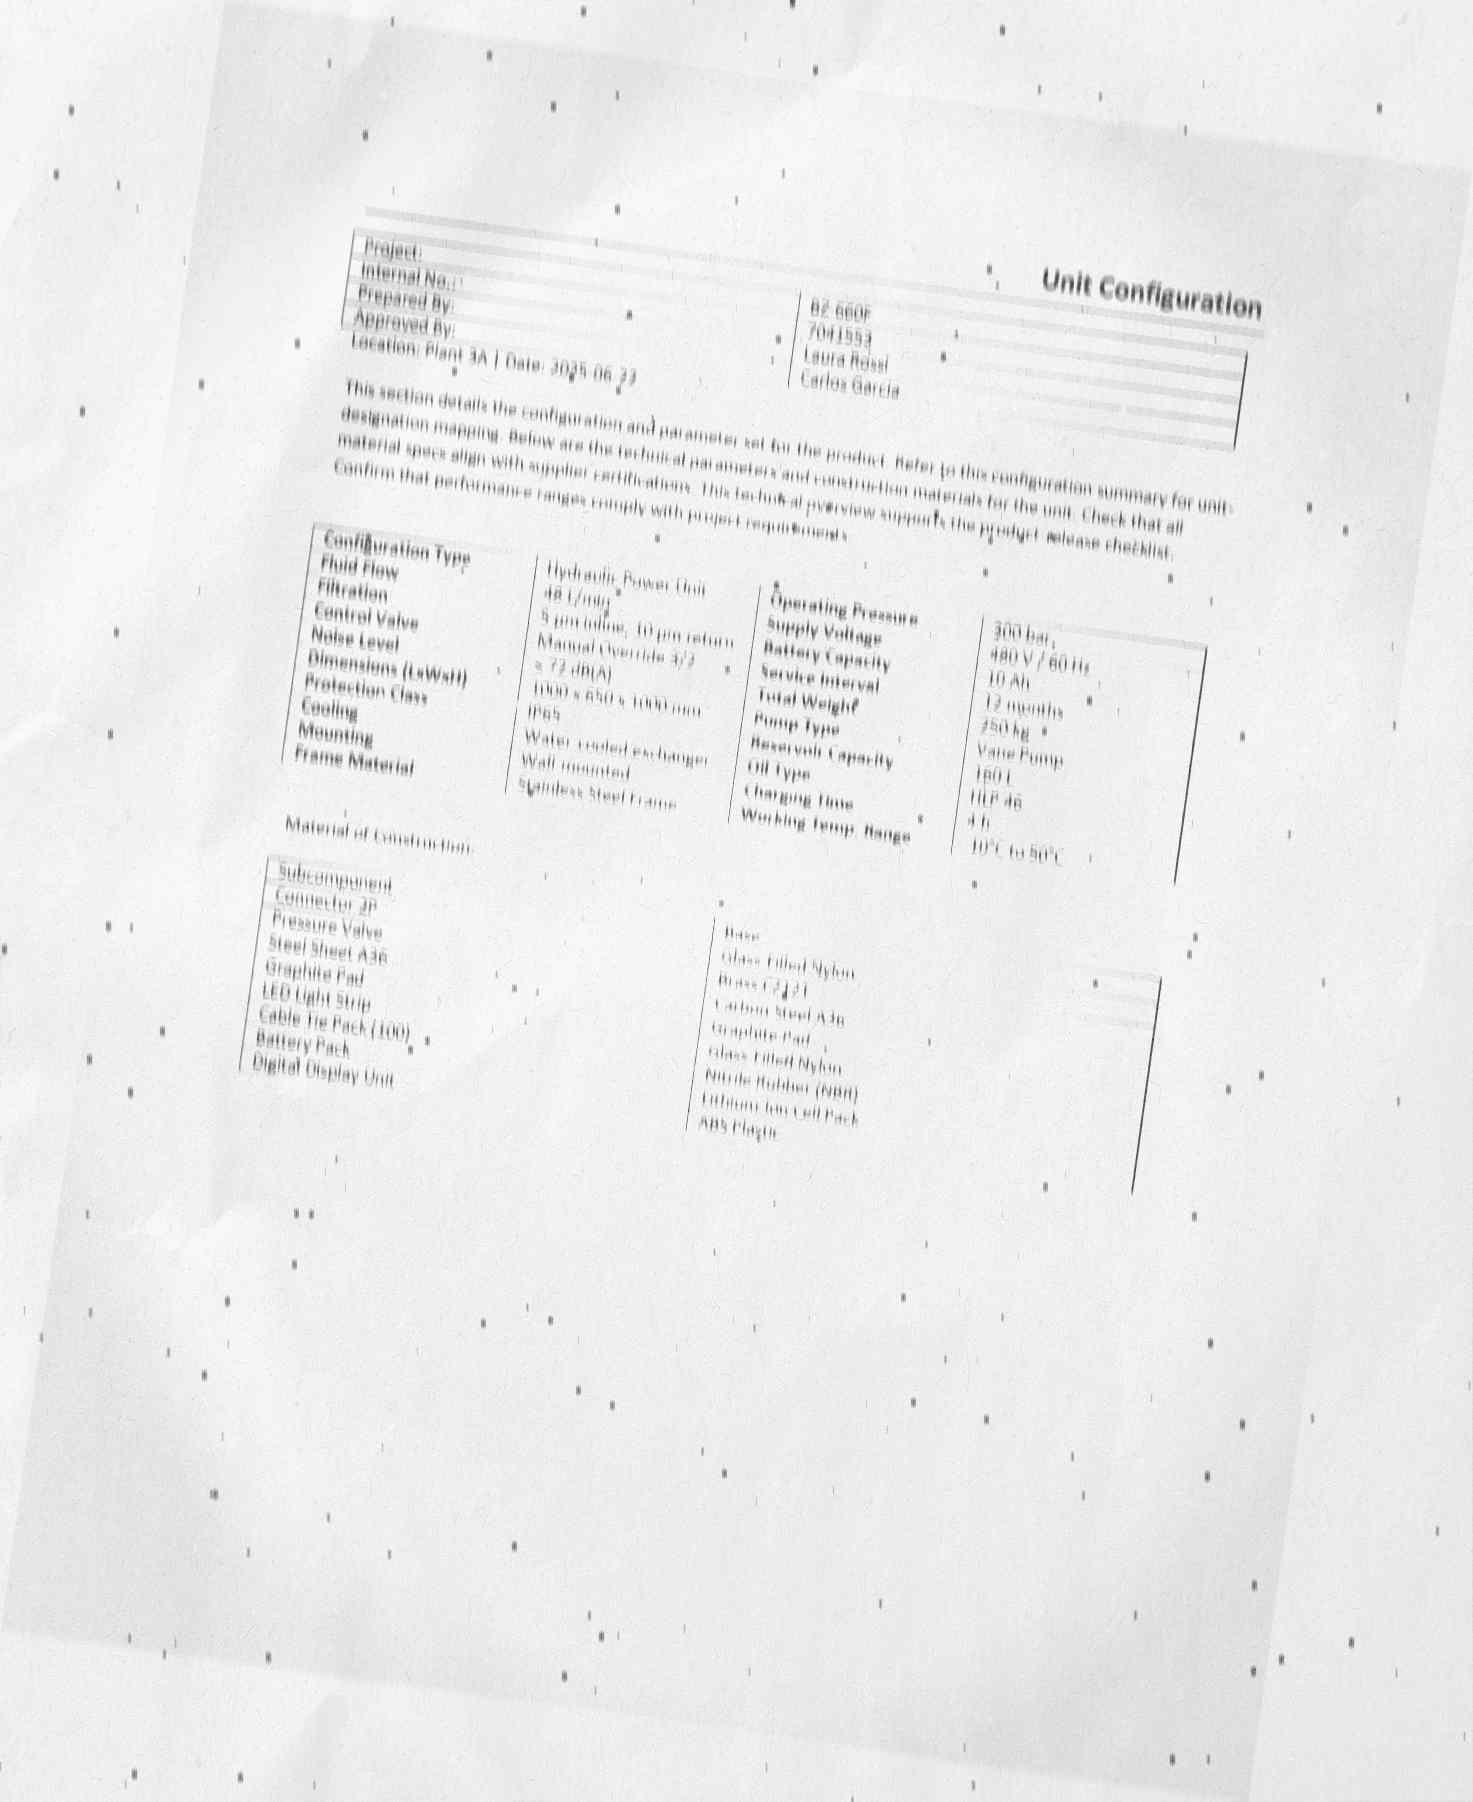 Unit Configuration
Project: BZ 660F
Internal No.: 7041553
Prepared By: Laura Rossi
Approved By: Carlos Garcia
Location: Plant 3A | Date:
This section details the configuration and parameter set for the product. Refer to this configuration summary for unit
designation mapping. Below are the technical parameters and construction materials for the unit. Check that all
material specs align with supplier certifications. This technical overview supports the product release checklist.
Confirm that performance ranges comply with project requirements.
Configuration Type Hydraulic Power Unit Operating Pressure 300 bar
Fluid Flow 48 L/min Supply Voltage 480 V / 60 Hz
Filtration 5 µm inline, 10 µm return Battery Capacity 10 Ah
Control Valve Manual Override 3/2 Service Interval 12 months
Noise Level 72 dB(A) Total Weight 250 kg
Dimensions (LxWxH) 1000 x 650 x 1000 mm Pump Type Vane Pump
Protection Class IP65 Reservoir Capacity 160 L
Cooling Water cooled exchanger Oil Type HLP 46
Mounting Wall mounted Charging Time 4 h
Frame Material Stainless Steel Frame Working Temp. Range 10°C to 50°C
Material of Construction:
Subcomponent Base
Connector 2P Glass Filled Nylon
Pressure Valve Brass
Steel Sheet A36 Carbon Steel A36
Graphite Pad Graphite Pad
LED Light Strip Glass Filled Nylon
Cable Tie Pack (100) Nitrile Rubber (NBR)
Battery Pack Lithium Ion Cell Pack
Digital Display Unit ABS Plastic